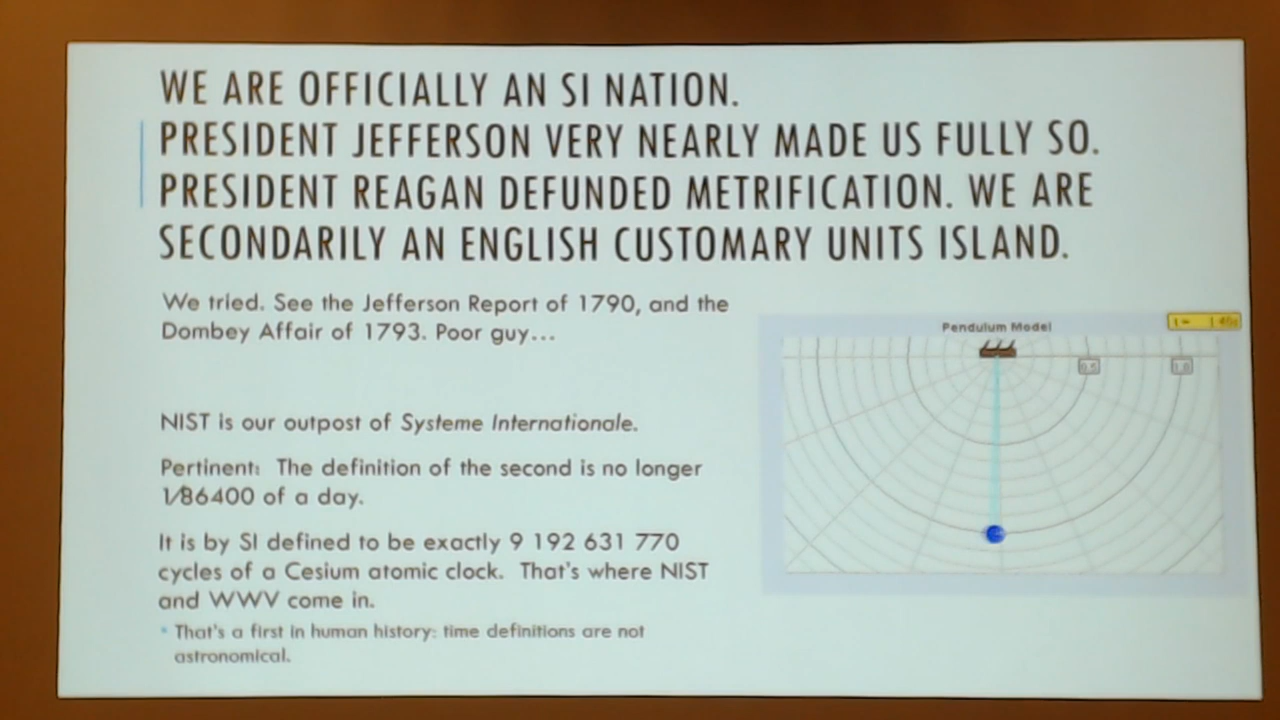 WE ARE OFFICIALLY AN SI NATION.
PRESIDENT JEFFERSON VERY NEARLY MADE US FULLY SO.
PRESIDENT REAGAN DEFUNDED METRIFICATION. WE ARE
SECONDARILY AN ENGLISH CUSTOMARY UNITS ISLAND.
We tried. See the Jefferson Report of 1790, and the
Dombey Affair of 1793. Poor guy...
NIST is our outpost of Systeme Internationale.
Pertinent: The definition of the second is no longer
1/86400 of a day.
It is by SI defined to be exactly 9 192 631 770
cycles of a Cesium atomic clock. That's where NIST
and WWV come in.
• That's a first in human history: time definitions are not
astronomical.
Pendulum Model
0.5
1.0